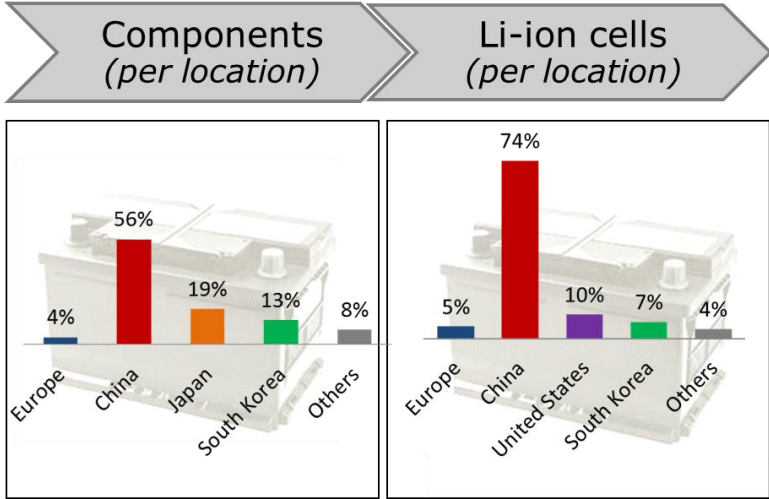 Components
(per location)
Li-ion cells
(per location)
4%
56%
19%
13%
8%
Europe
China
Japan
South Korea
Others
5%
74%
10%
7%
4%
Europe
China
United States
South Korea
Others